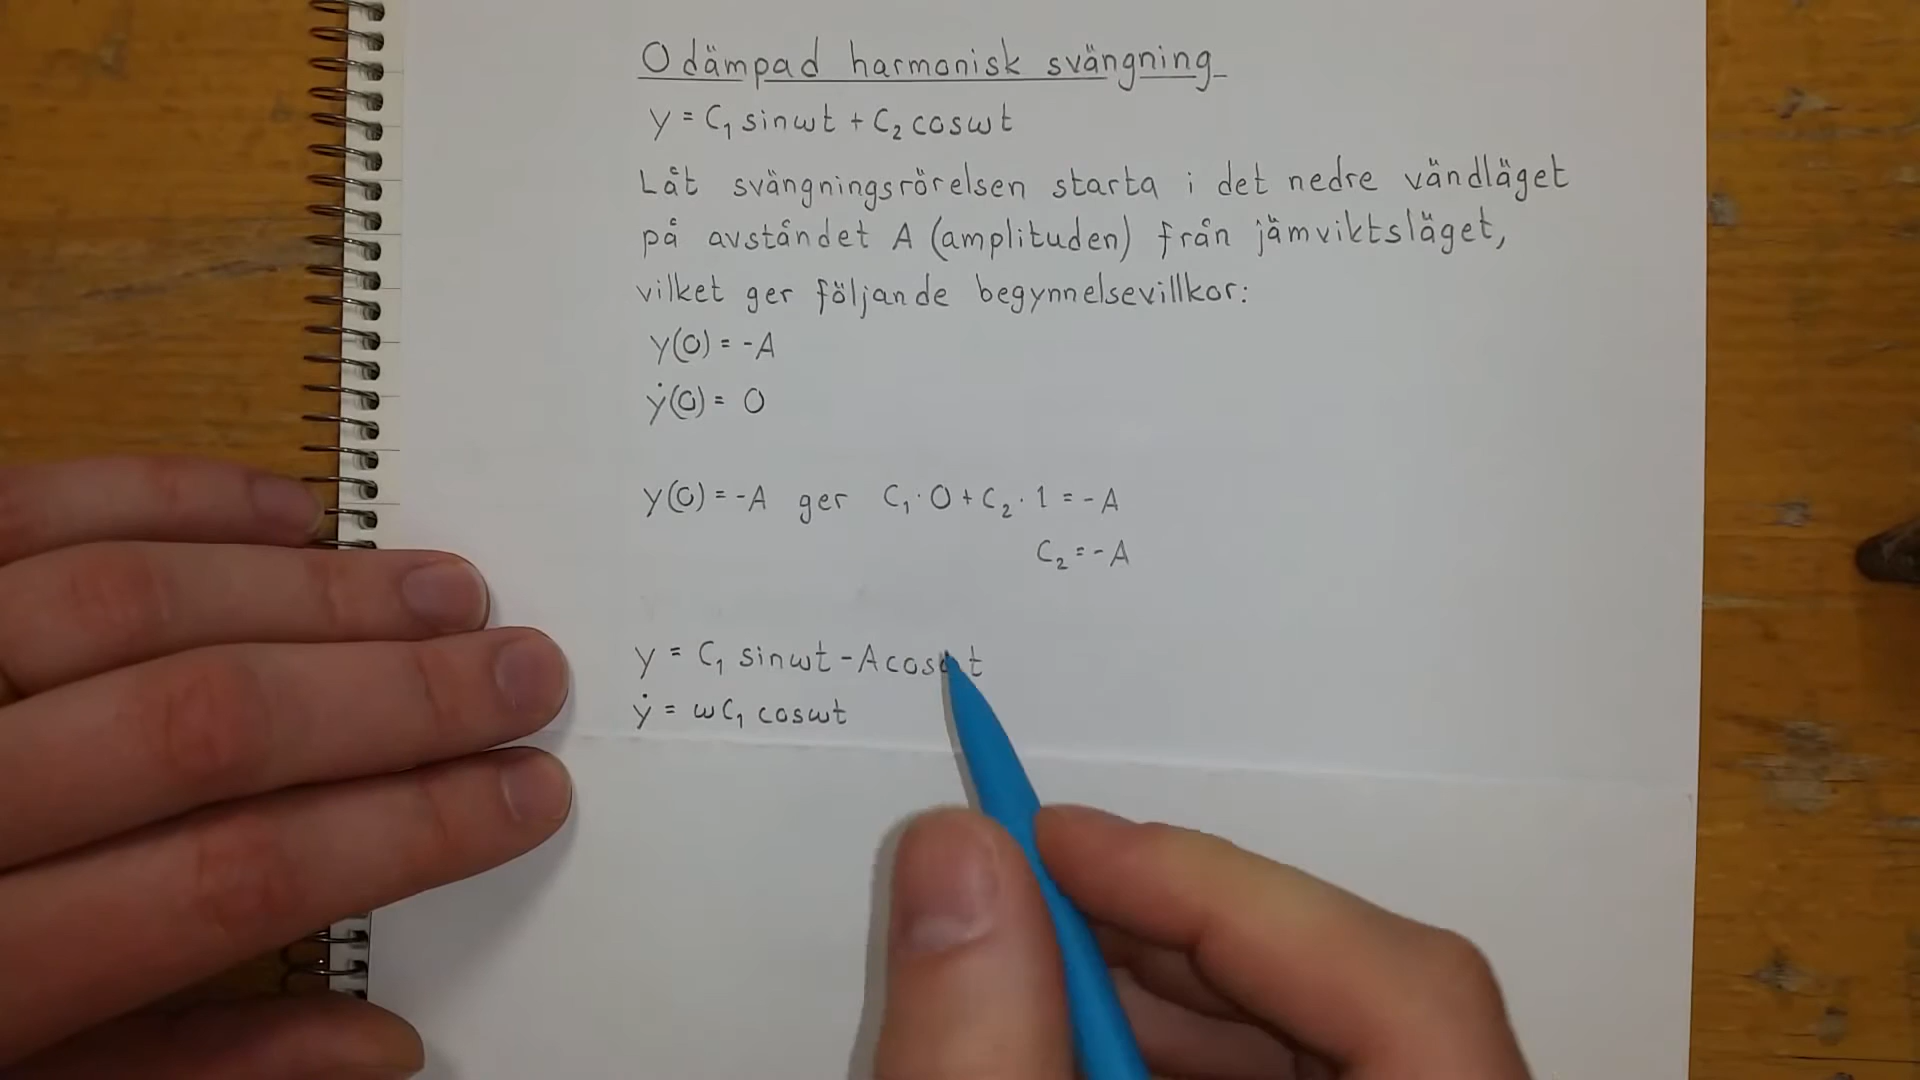 Odämpad harmonisk svängning
y = C₁ sinωt + C₂ cosωt
Låt svängningsrörelsen starta i det nedre vändläget
på avståndet A (amplituden) från jämviktsläget,
vilket ger följande begynnelsevillkor:
y(0) = -A
ẏ(0) = 0
y(0) = -A ger C₁·0 + C₂·1 = -A
C₂ = -A
y = C₁ sinωt - A cosωt
ẏ = ωC₁ cosωt